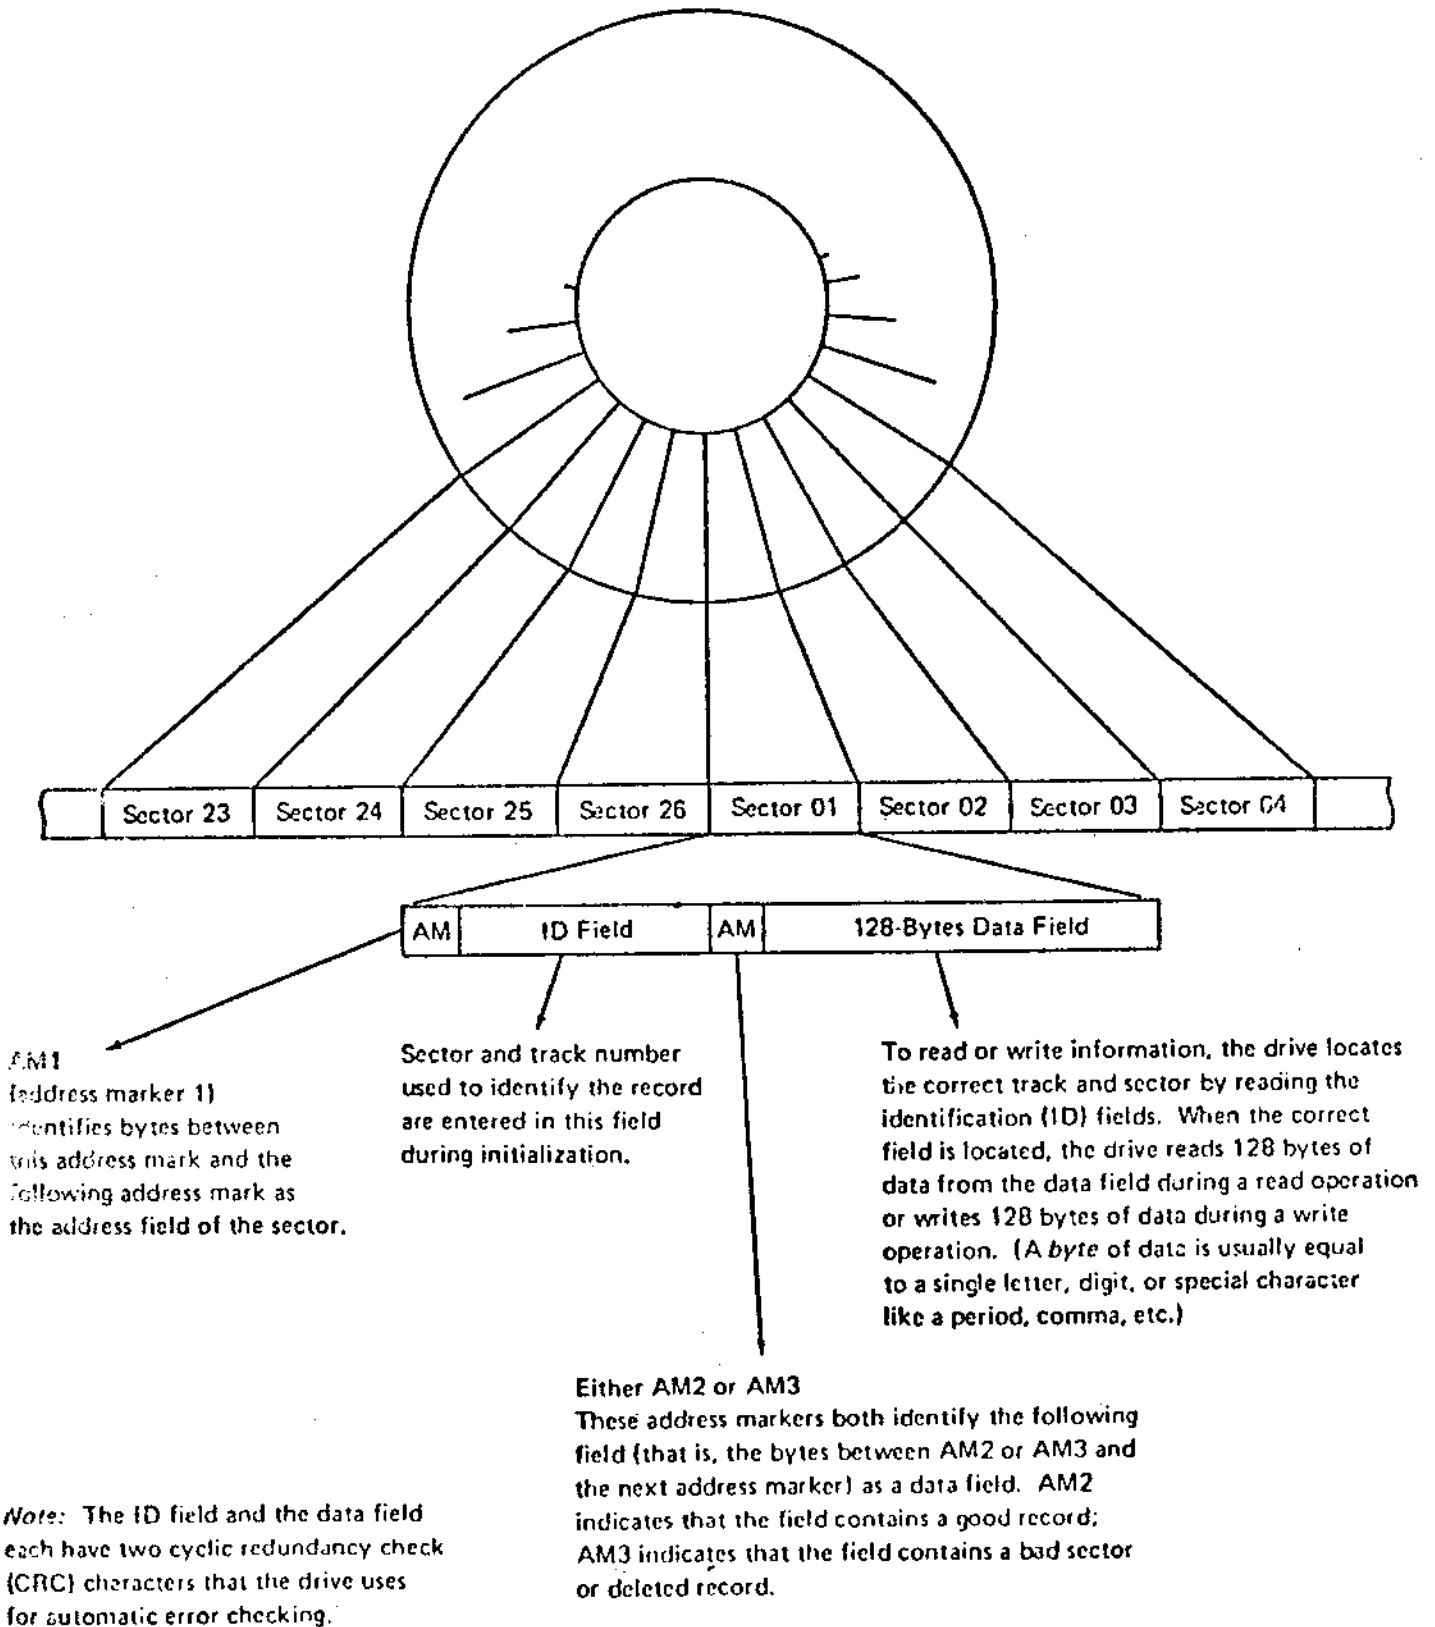 Sector 23 Sector 24 Sector 25 Sector 26 Sector 01 Sector 02 Sector 03 Sector 04
AM ID Field AM 128-Bytes Data Field
AM1
(address marker 1)
identifies bytes between
this address mark and the
following address mark as
the address field of the sector.
Sector and track number
used to identify the record
are entered in this field
during initialization.
To read or write information, the drive locates
the correct track and sector by reading the
identification (ID) fields. When the correct
field is located, the drive reads 128 bytes of
data from the data field during a read operation
or writes 128 bytes of data during a write
operation. (A byte of data is usually equal
to a single letter, digit, or special character
like a period, comma, etc.)
Either AM2 or AM3
These address markers both identify the following
field (that is, the bytes between AM2 or AM3 and
the next address marker) as a data field. AM2
indicates that the field contains a good record;
AM3 indicates that the field contains a bad sector
or deleted record.
Note: The ID field and the data field
each have two cyclic redundancy check
(CRC) characters that the drive uses
for automatic error checking.